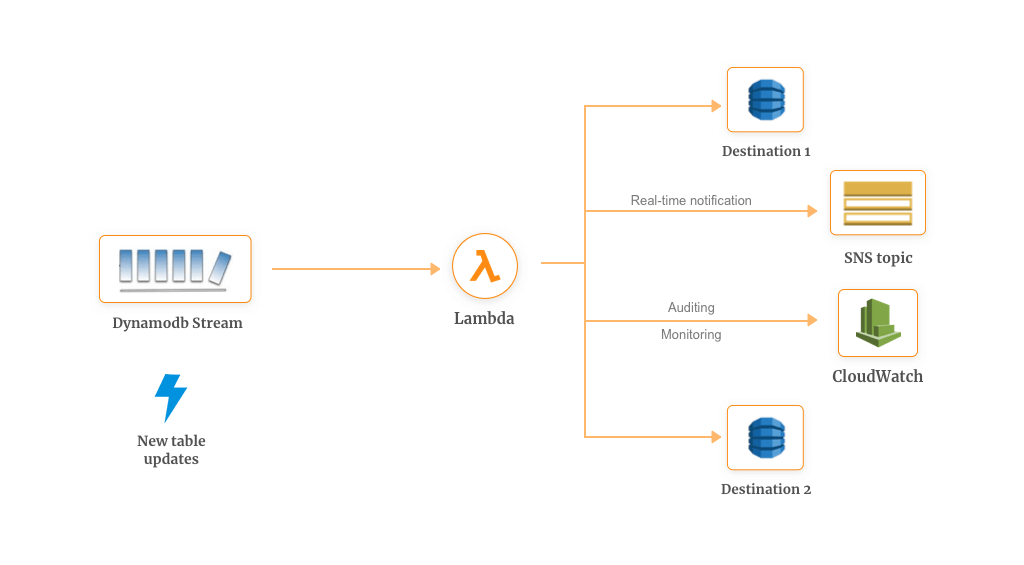 Destination 1
Real-time notification
SNS topic
Dynamodb Stream
Lambda
Auditing
Monitoring
CloudWatch
New table
updates
Destination 2